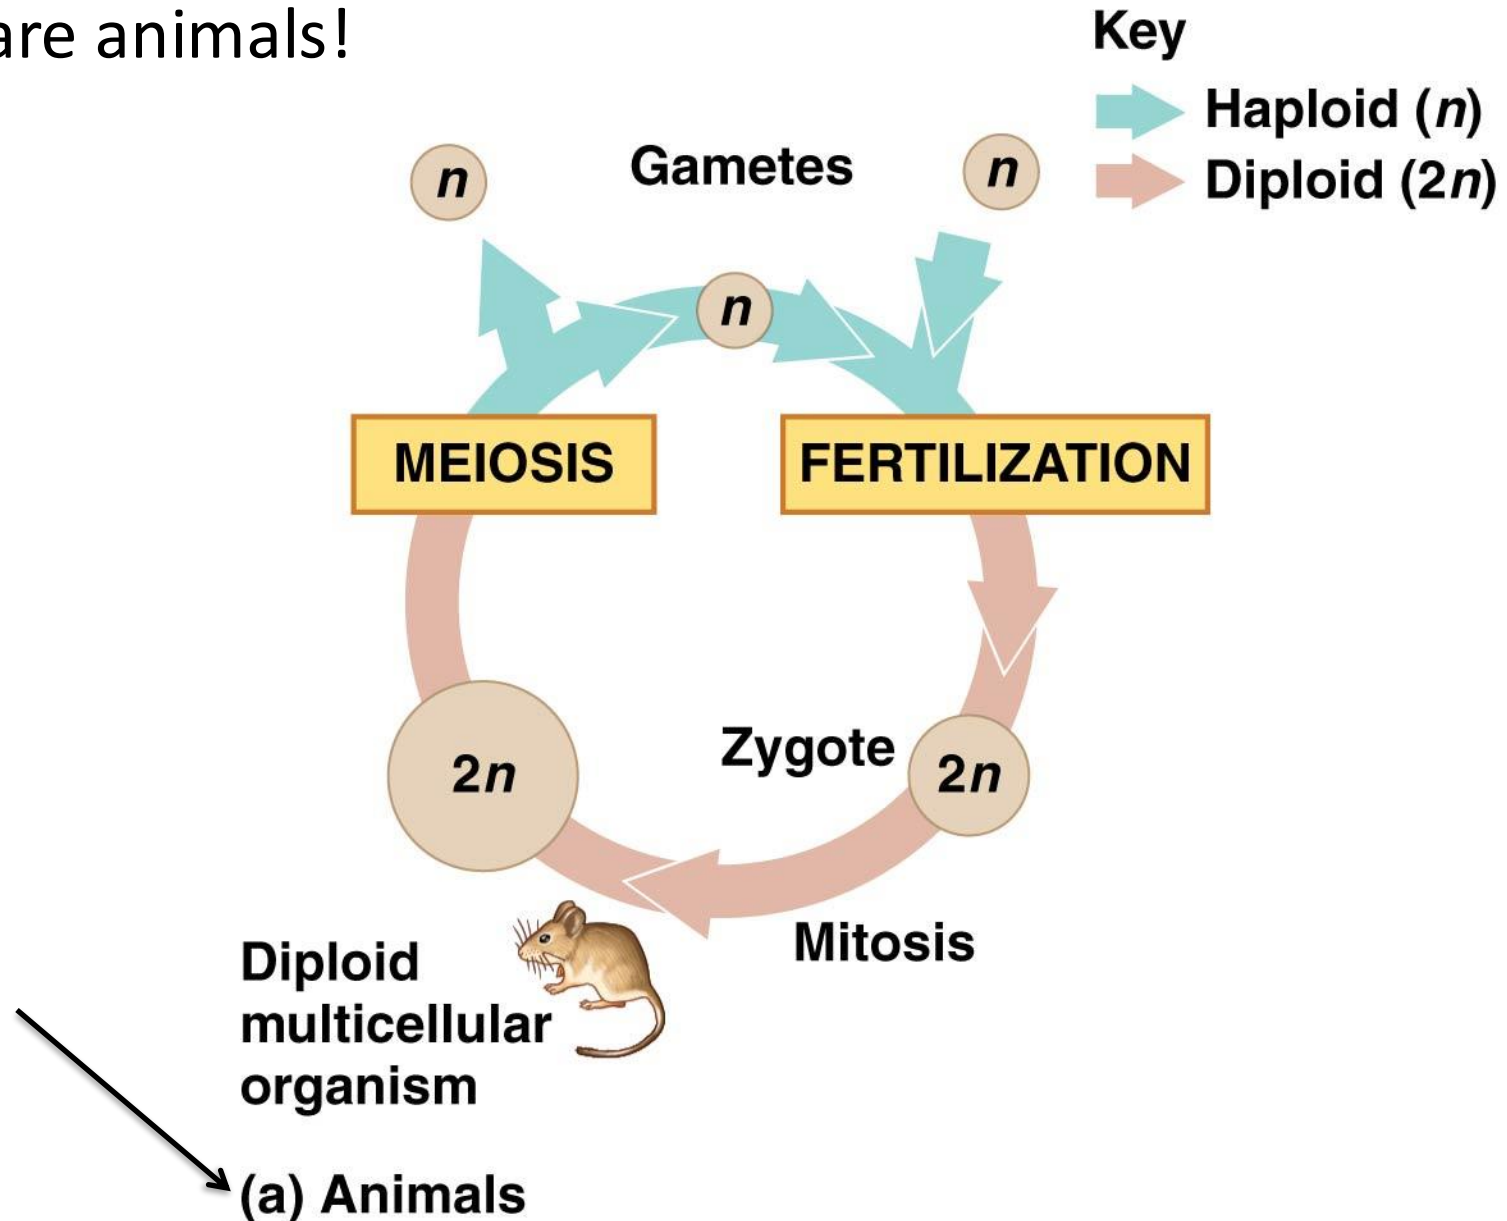 are animals!
Key
Haploid (n)
Diploid (2n)
n
Gametes
n
n
MEIOSIS
FERTILIZATION
2n
Zygote
2n
Mitosis
Diploid
multicellular
organism
(a) Animals